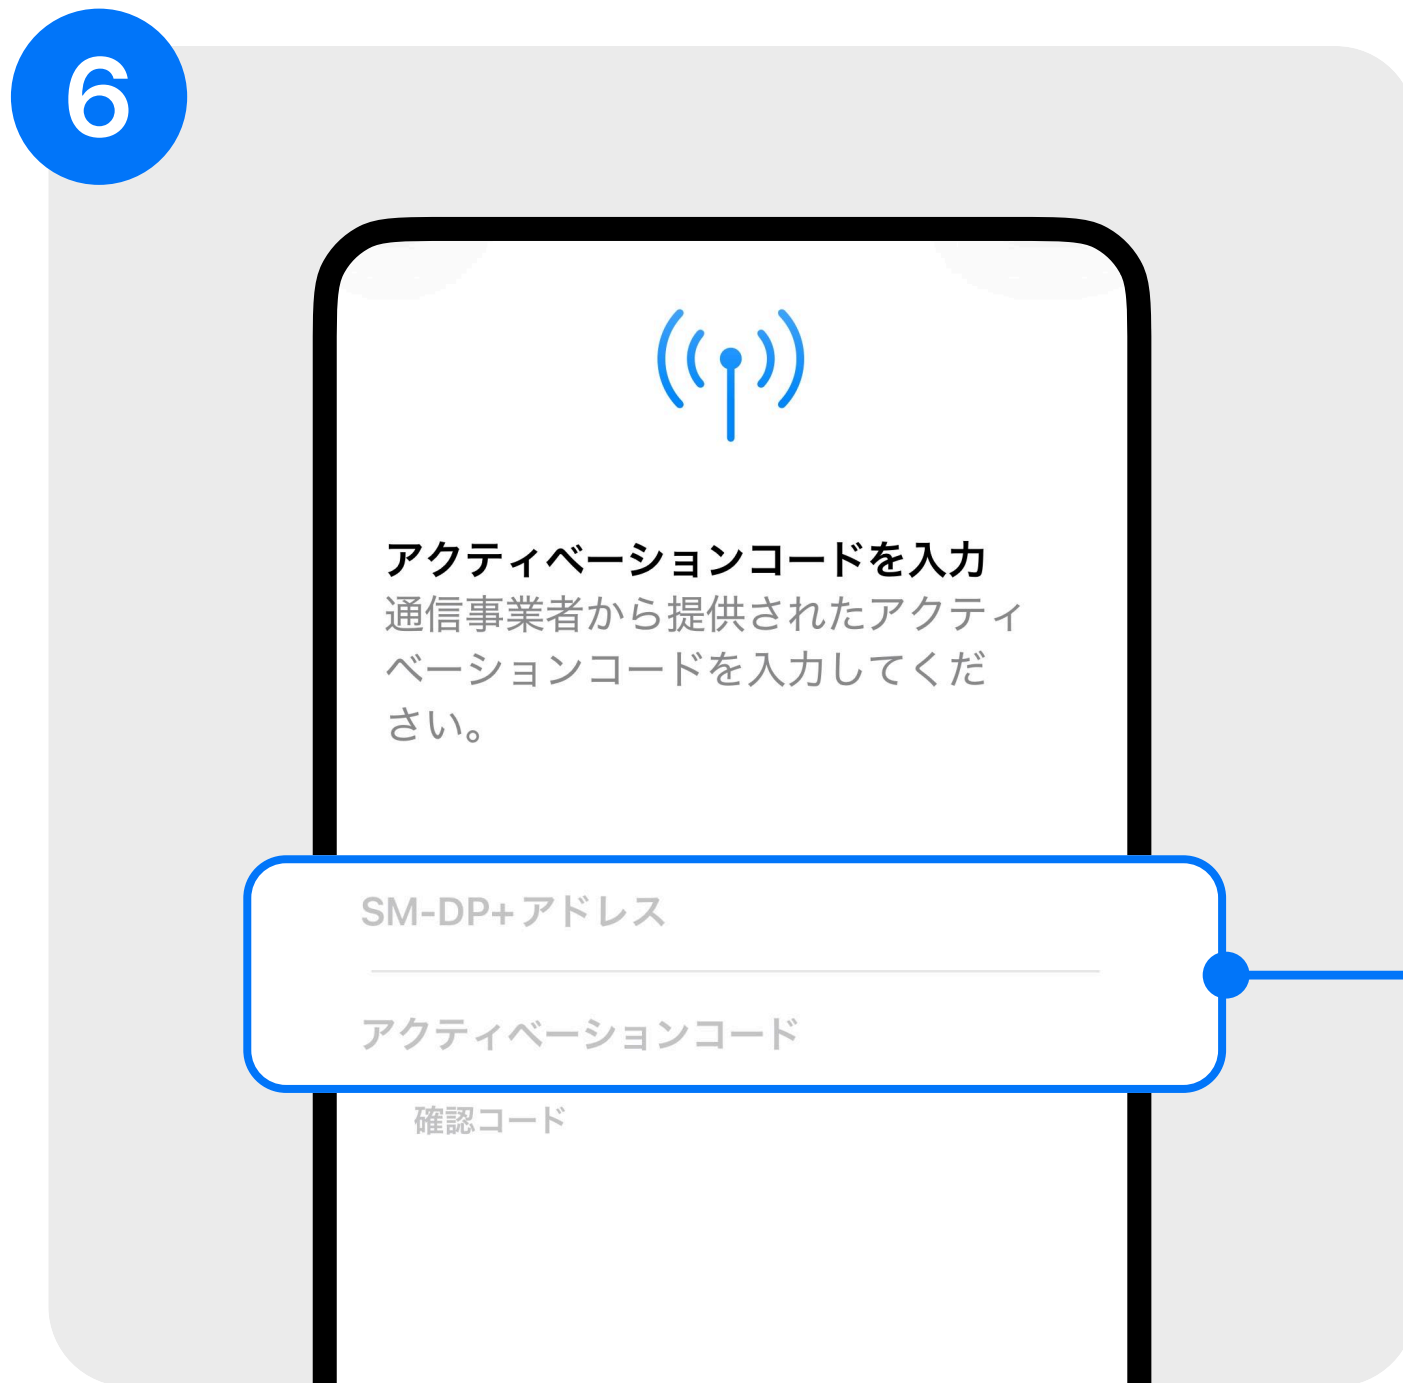 6
アクティベーションコードを入力
通信事業者から提供されたアクティ
ベーションコードを入力してくだ
さい。
SM-DP+アドレス
アクティベーションコード
確認コード